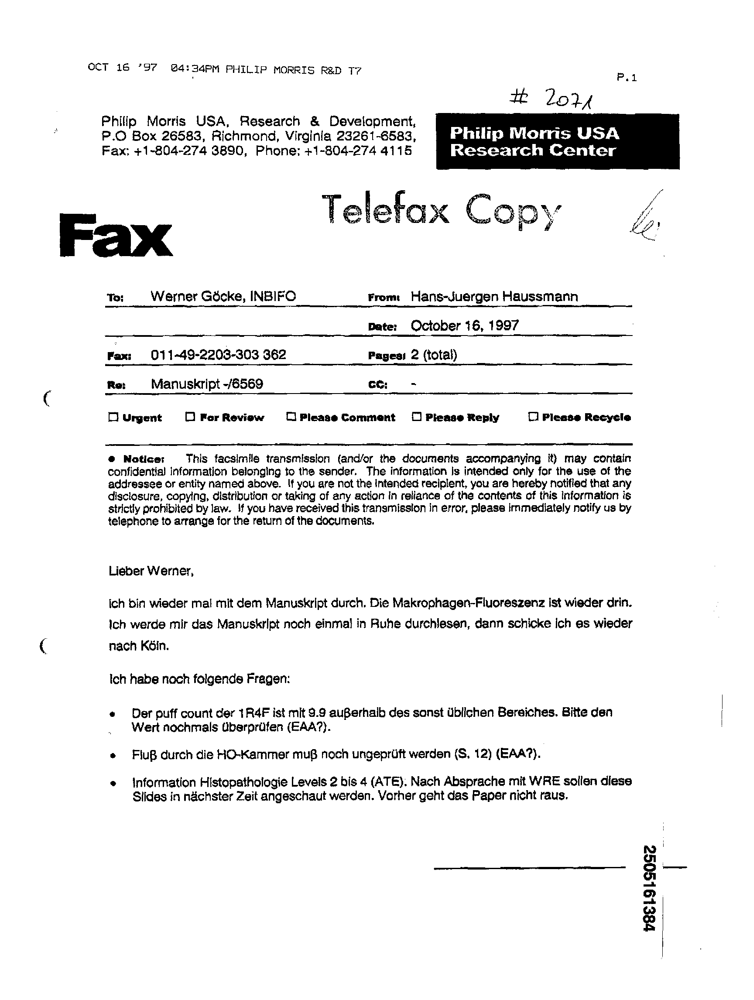 OCT 16 '97 04:34PM PHILIP MORRIS R&D T7
P.1
# 2071
Philip Morris USA, Research & Development,
P.O Box 26583, Richmond, Virginia 23261-6583,
Fax: +1-804-274 3890, Phone: +1-804-274 4115
Philip Morris USA
Research Center
Telefax Copy
Fax
To: Werner Göcke, INBIFO From: Hans-Juergen Haussmann
Date: October 16, 1997
Fax: 011-49-2203-303 362 Pages: 2 (total)
Re: Manuskript -/6569 CC: -
☐ Urgent ☐ For Review ☐ Please Comment ☐ Please Reply ☐ Please Recycle
● Notice: This facsimile transmission (and/or the documents accompanying it) may contain
confidential information belonging to the sender. The information is intended only for the use of the
addressee or entity named above. If you are not the intended recipient, you are hereby notified that any
disclosure, copying, distribution or taking of any action in reliance of the contents of this information is
strictly prohibited by law. If you have received this transmission in error, please immediately notify us by
telephone to arrange for the return of the documents.
Lieber Werner,
ich bin wieder mal mit dem Manuskript durch. Die Makrophagen-Fluoreszenz ist wieder drin.
Ich werde mir das Manuskript noch einmal in Ruhe durchlesen, dann schicke ich es wieder
nach Köln.
Ich habe noch folgende Fragen:
• Der puff count der 1R4F ist mit 9.9 außerhalb des sonst üblichen Bereiches. Bitte den
Wert nochmals überprüfen (EAA?).
• Fluß durch die HO-Kammer muß noch ungeprüft werden (S. 12) (EAA?).
• Information Histopathologie Levels 2 bis 4 (ATE). Nach Absprache mit WRE sollen diese
Slides in nächster Zeit angeschaut werden. Vorher geht das Paper nicht raus.
2505161384